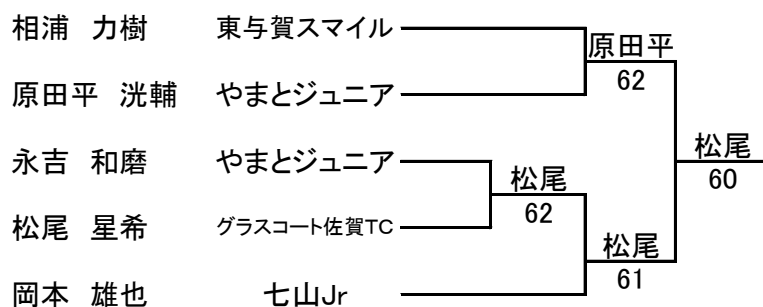 相浦 力樹 東与賀スマイル
原田平
62
原田平 洸輔 やまとジュニア
永吉 和磨 やまとジュニア
松尾
60
松尾
62
松尾 星希 グラスコート佐賀TC
松尾
61
岡本 雄也 七山Jr